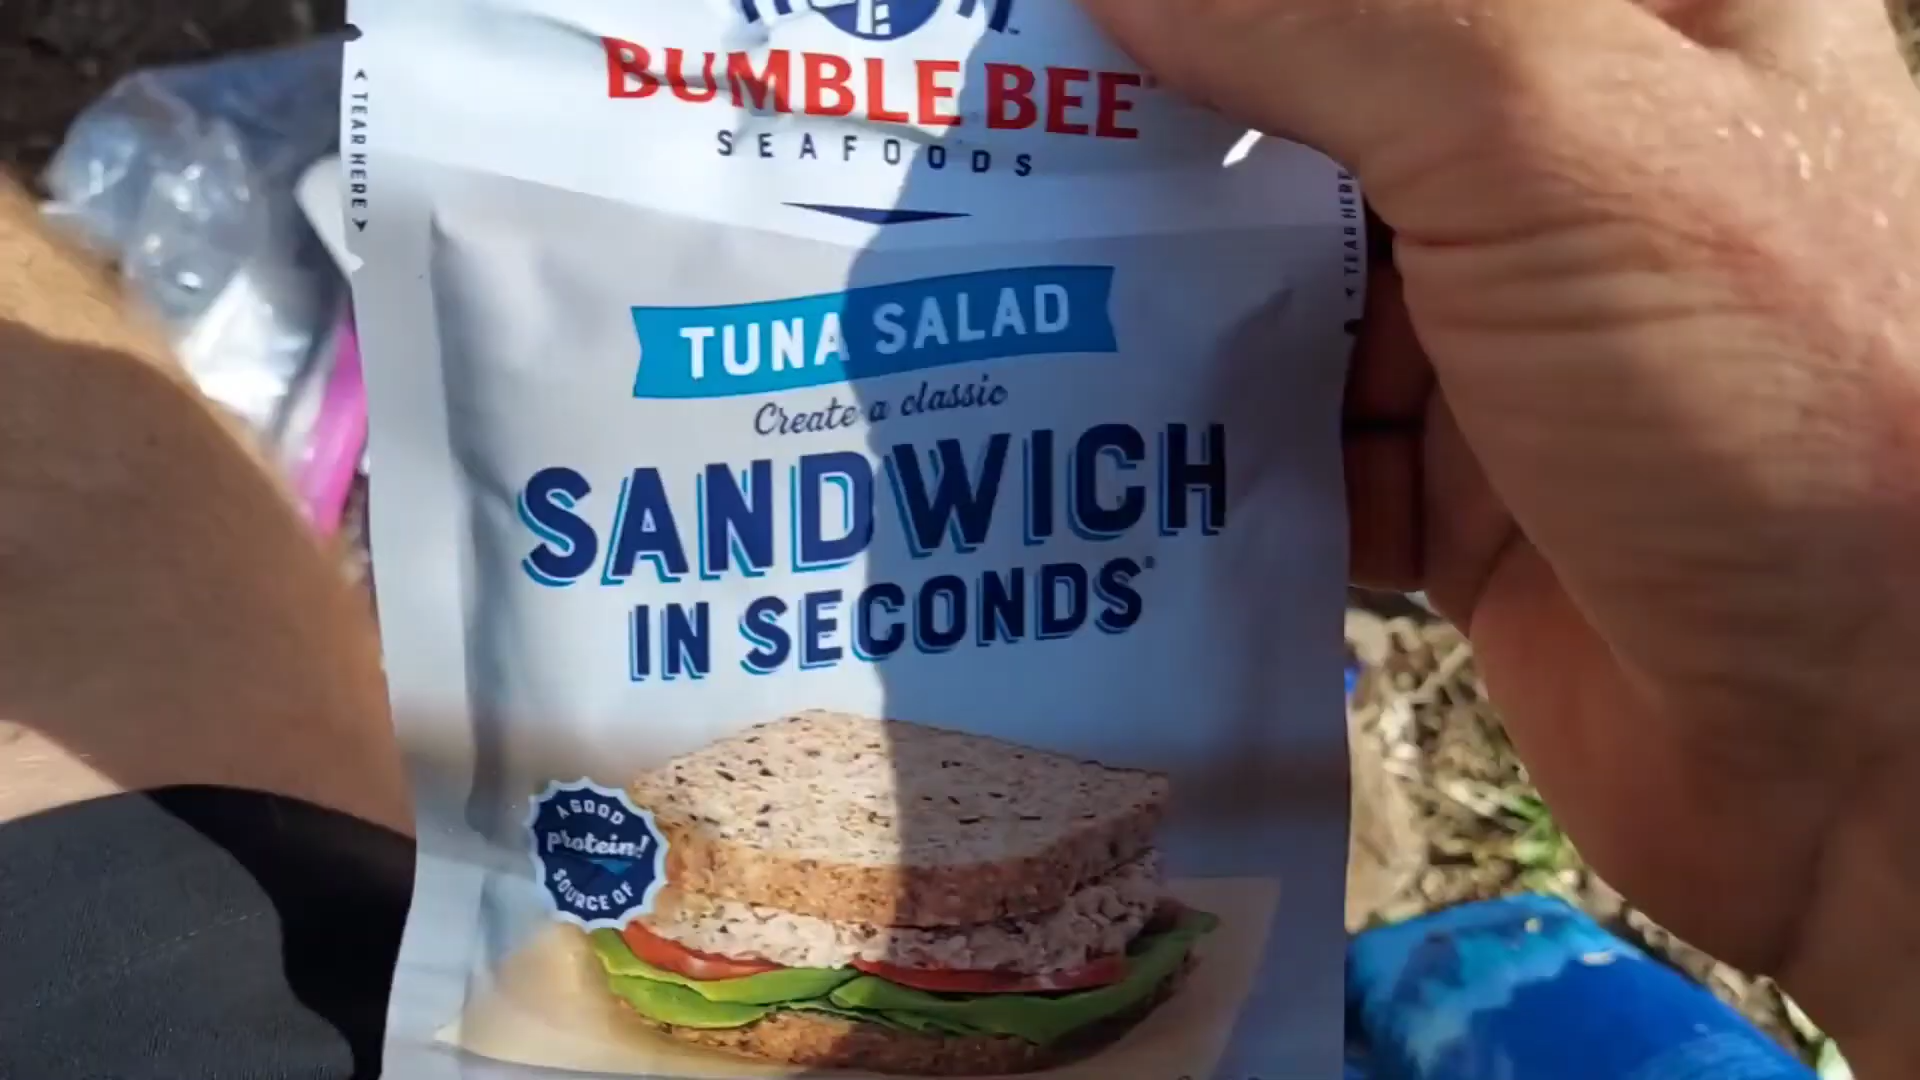 BUMBLE BEE
SEAFOODS
< TEAR HERE >
< TEAR HERE
TUNA SALAD
Create a classic
SANDWICH
IN SECONDS
A GOOD
protein!
SOURCE OF